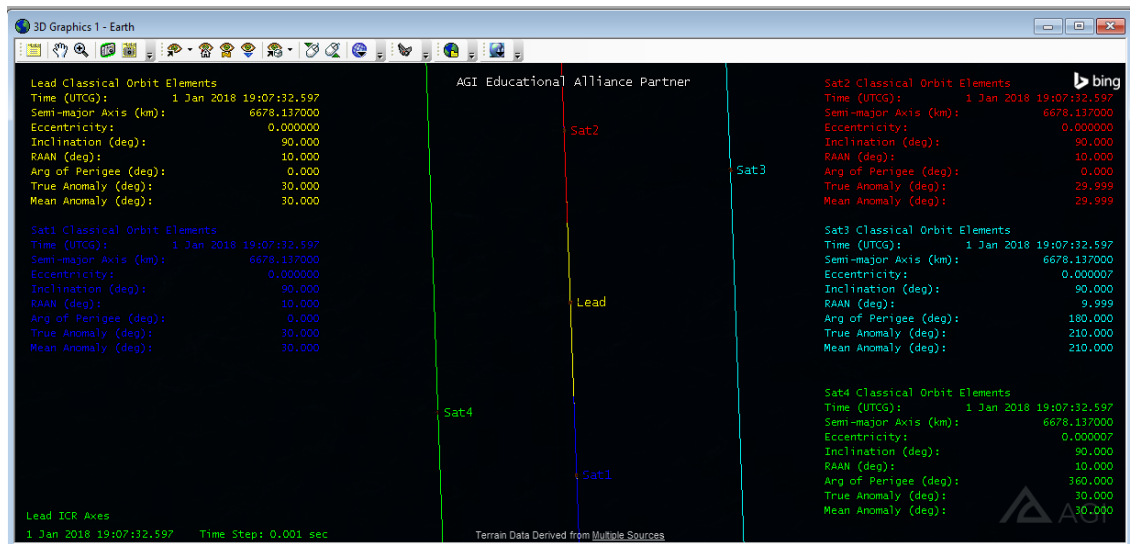 3D Graphics 1 - Earth
Lead Classical Orbit Elements
Time (UTCG): 1 Jan 2018 19:07:32.597
Semi-major Axis (km): 6678.137000
Eccentricity: 0.000000
Inclination (deg): 90.000
RAAN (deg): 10.000
Arg of Perigee (deg): 0.000
True Anomaly (deg): 30.000
Mean Anomaly (deg): 30.000
Sat1 Classical Orbit Elements
Time (UTCG): 1 Jan 2018 19:07:32.597
Semi-major Axis (km): 6678.137000
Eccentricity: 0.000000
Inclination (deg): 90.000
RAAN (deg): 10.000
Arg of Perigee (deg): 0.000
True Anomaly (deg): 30.000
Mean Anomaly (deg): 30.000
Lead ICR Axes
1 Jan 2018 19:07:32.597 Time Step: 0.001 sec
AGI Educational Alliance Partner
Sat2
Sat3
Lead
Sat4
Sat1
Terrain Data Derived from Multiple Sources
bing
Sat2 Classical Orbit Elements
Time (UTCG): 1 Jan 2018 19:07:32.597
Semi-major Axis (km): 6678.137000
Eccentricity: 0.000000
Inclination (deg): 90.000
RAAN (deg): 10.000
Arg of Perigee (deg): 0.000
True Anomaly (deg): 29.999
Mean Anomaly (deg): 29.999
Sat3 Classical Orbit Elements
Time (UTCG): 1 Jan 2018 19:07:32.597
Semi-major Axis (km): 6678.137000
Eccentricity: 0.000007
Inclination (deg): 90.000
RAAN (deg): 9.999
Arg of Perigee (deg): 180.000
True Anomaly (deg): 210.000
Mean Anomaly (deg): 210.000
Sat4 Classical Orbit Elements
Time (UTCG): 1 Jan 2018 19:07:32.597
Semi-major Axis (km): 6678.137000
Eccentricity: 0.000007
Inclination (deg): 90.000
RAAN (deg): 10.000
Arg of Perigee (deg): 360.000
True Anomaly (deg): 30.000
Mean Anomaly (deg): 30.000
AGI